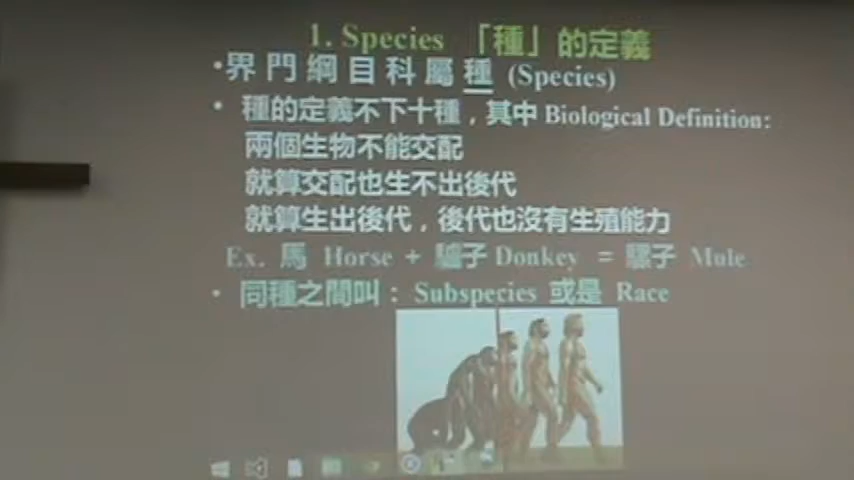 1. Species 「種」的定義
•界 門 綱 目 科 屬 種 (Species)
• 種的定義不下十種，其中 Biological Definition:
兩個生物不能交配
就算交配也生不出後代
就算生出後代，後代也沒有生殖能力
Ex. 馬 Horse + 驢子 Donkey = 騾子 Mule
• 同種之間叫： Subspecies 或是 Race